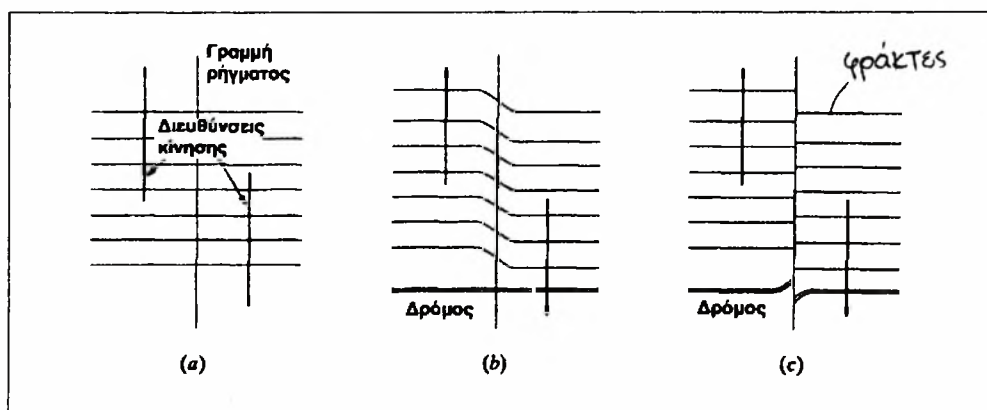 Γραμμή
ρήγματος
Διευθύνσεις
κίνησης
(a)
Δρόμος
(b)
φράκτες
Δρόμος
(c)